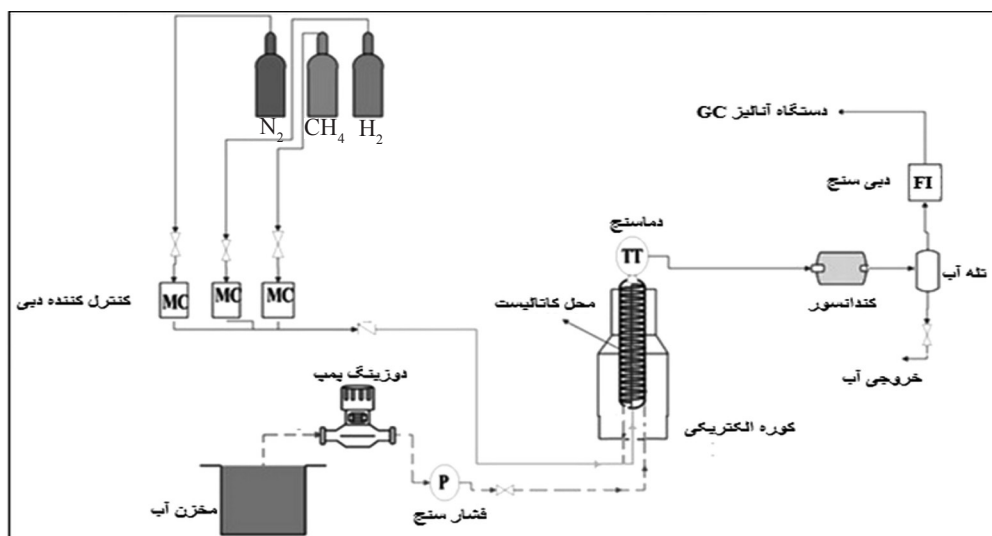 N₂
CH₄
H₂
دستگاه آنالیز GC
دبی سنج
FI
دماسنج
TT
تله آب
کندانسور
محل کاتالیست
کنترل کننده دبی
MC
MC
MC
خروجی آب
دوزینگ پمپ
کوره الکتریکی
P
فشار سنج
مخزن آب